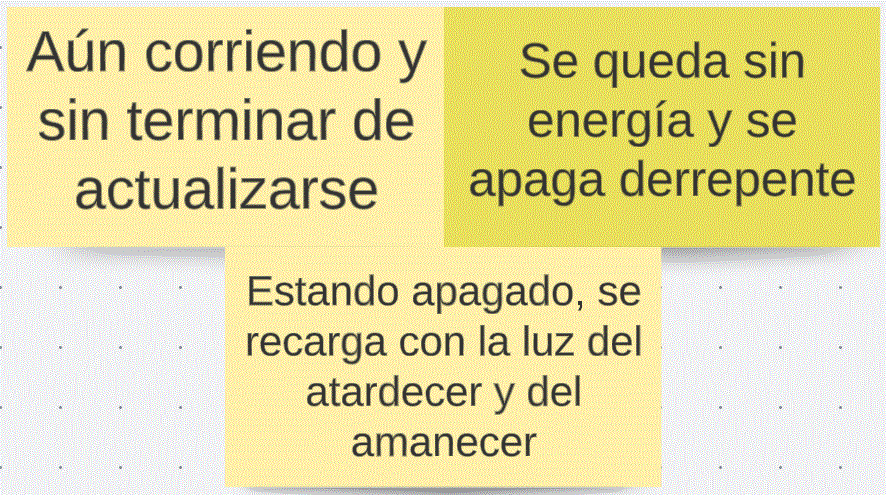 Aún corriendo y
sin terminar de
actualizarse
Se queda sin
energía y se
apaga derrepente
Estando apagado, se
recarga con la luz del
atardecer y del
amanecer